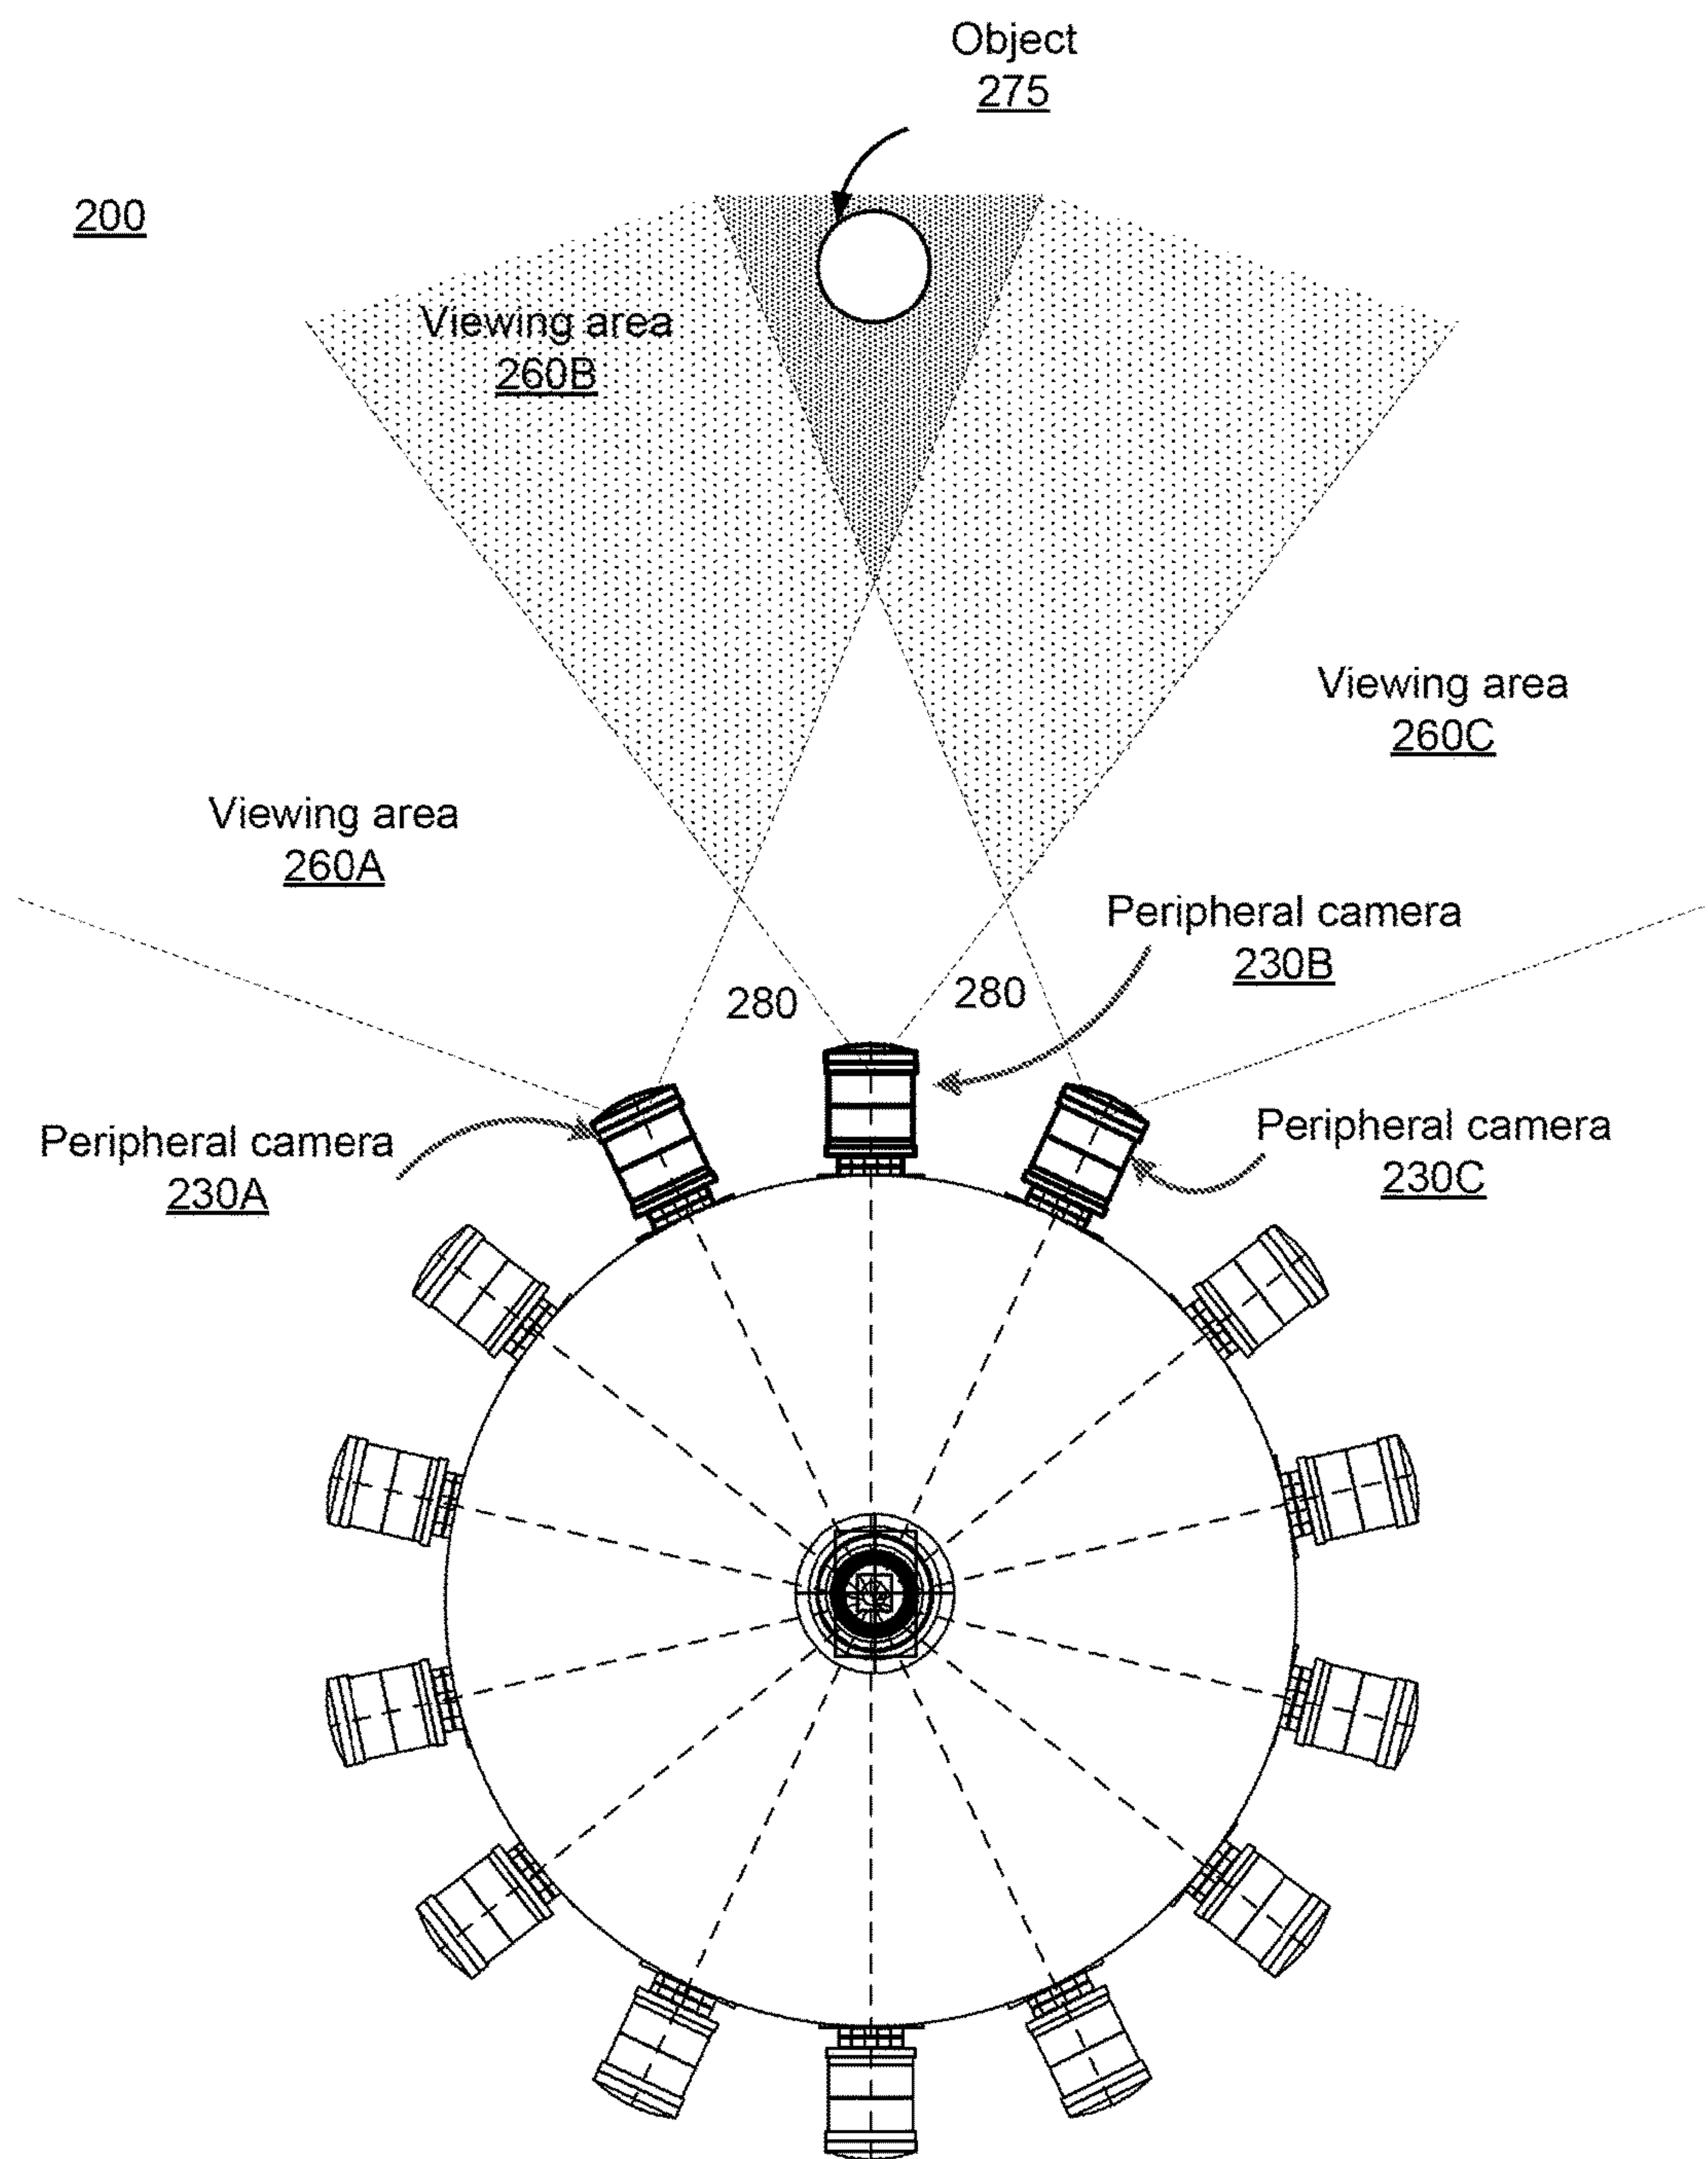 Object
275
200
Viewing area
260B
Viewing area
260C
Viewing area
260A
Peripheral camera
230B
280
280
Peripheral camera
230A
Peripheral camera
230C